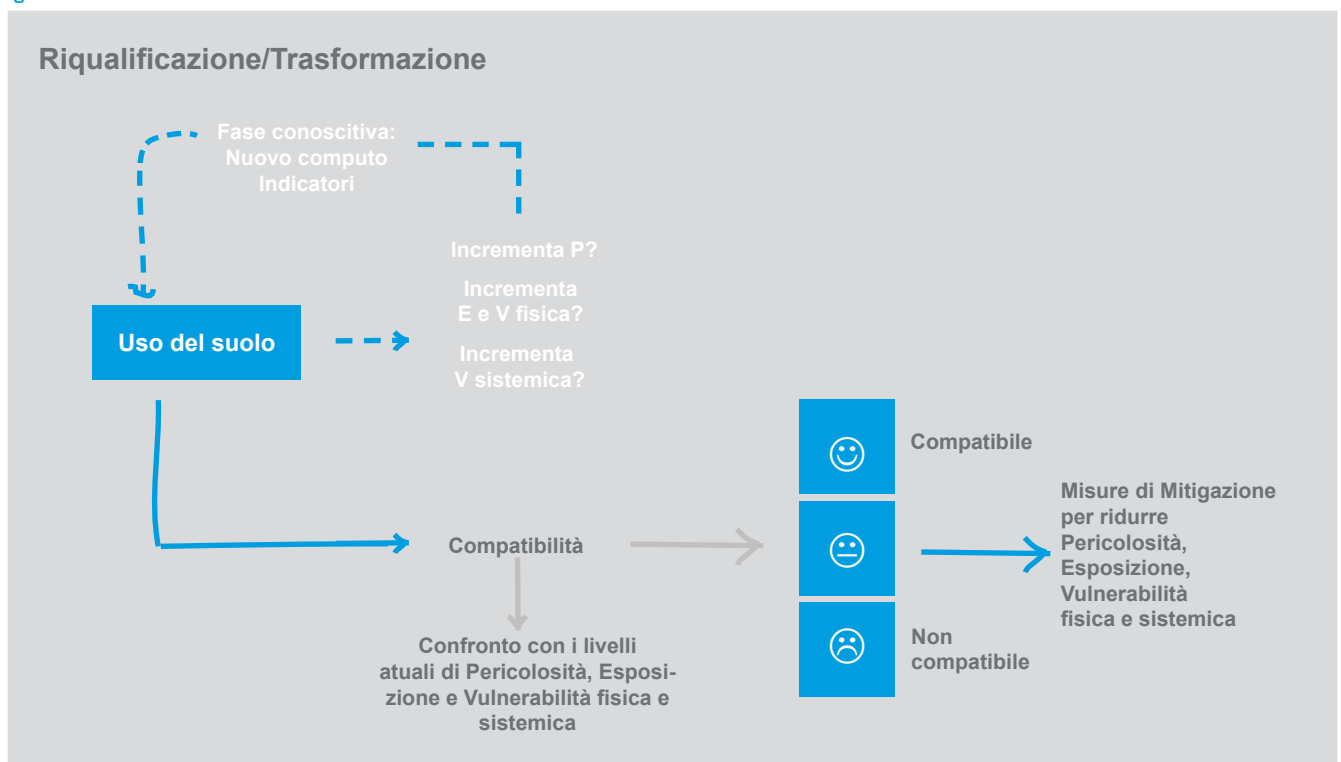 Riqualificazione/Trasformazione
Fase conoscitiva:
Nuovo computo
Indicatori
Incrementa P?
Incrementa
E e V fisica?
Incrementa
V sistemica?
Uso del suolo
Compatibilità
Confronto con i livelli
atuali di Pericolosità, Esposi-
zione e Vulnerabilità fisica e
sistemica
Compatibile
Non
compatibile
Misure di Mitigazione
per ridurre
Pericolosità,
Esposizione,
Vulnerabilità
fisica e sistemica